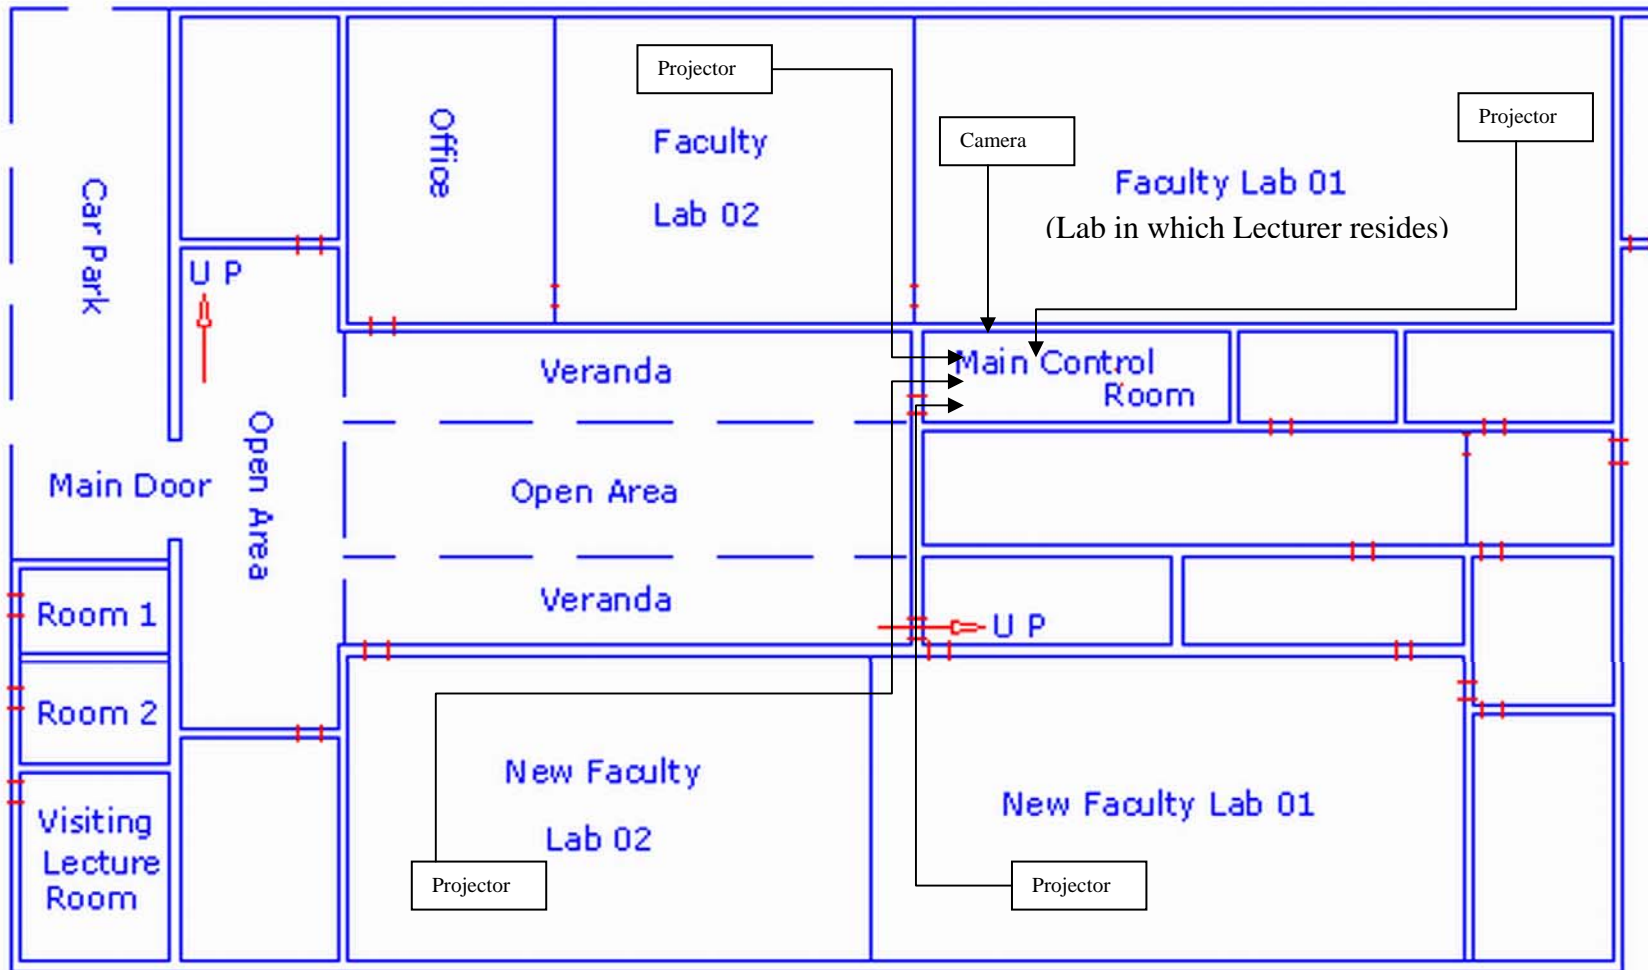 Projector
Projector
Camera
Office
Faculty
Lab 02
Faculty Lab 01
(Lab in which Lecturer resides)
Car Park
U P
Veranda
Main Control
Room
Open Area
Main Door
Open Area
Veranda
U P
Room 1
Room 2
New Faculty
Lab 02
New Faculty Lab 01
Visiting
Lecture
Room
Projector
Projector